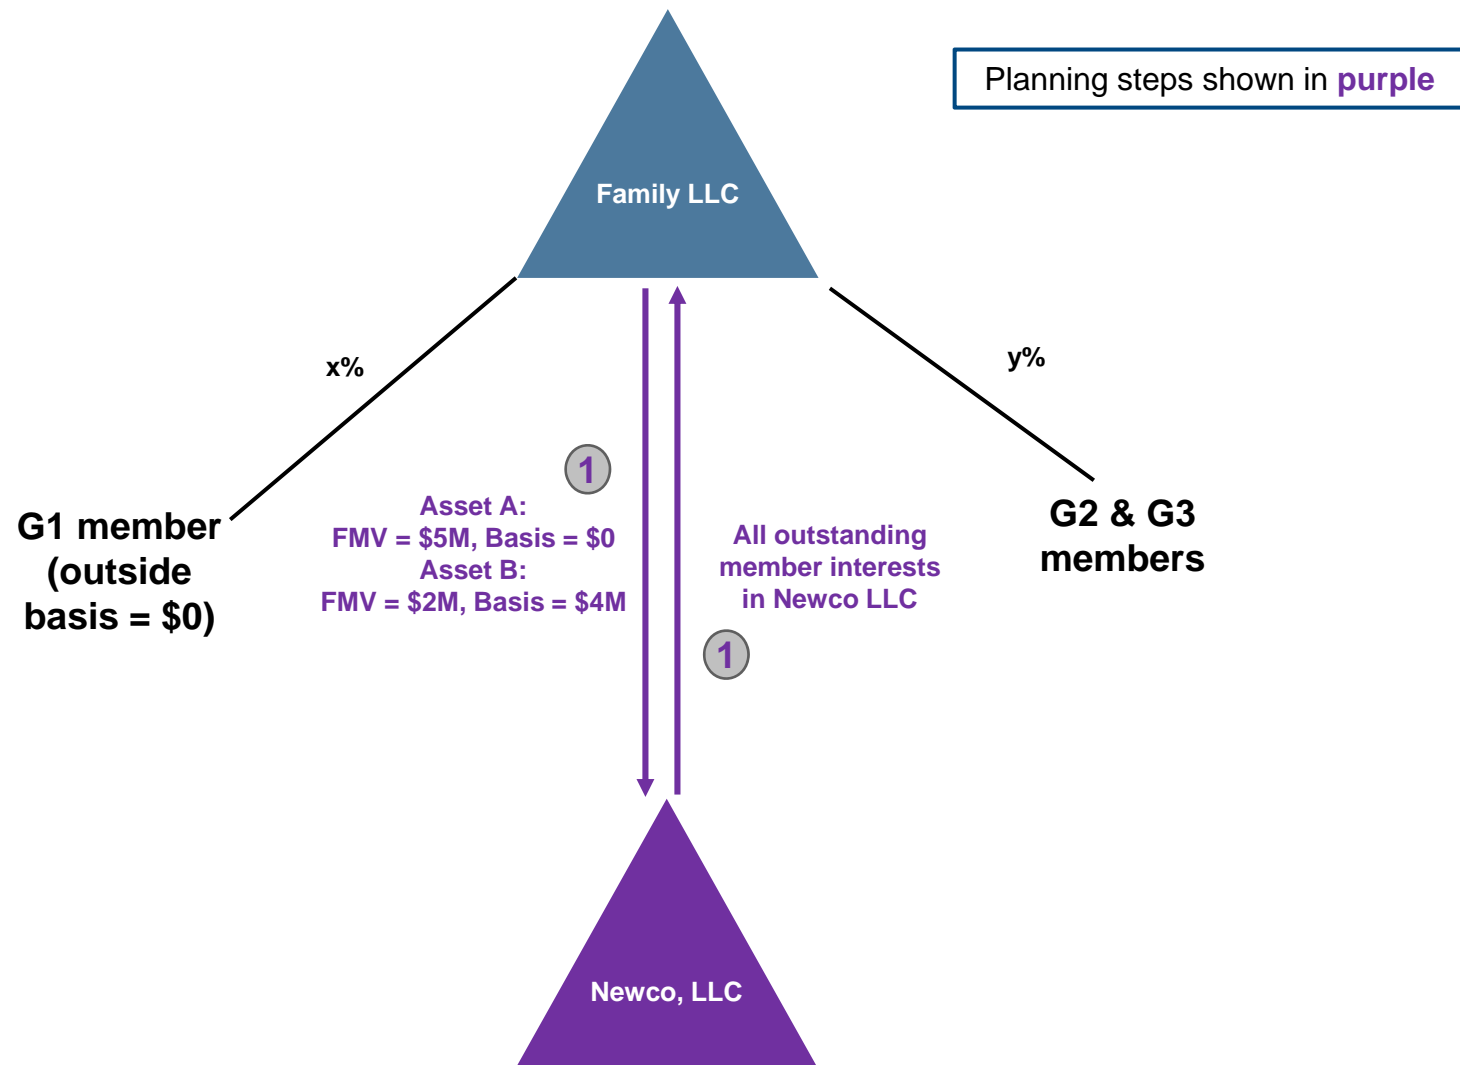 Planning steps shown in purple
Family LLC
x%
y%
1
Asset A:
FMV = $5M, Basis = $0
Asset B:
FMV = $2M, Basis = $4M
All outstanding
member interests
in Newco LLC
1
G1 member
(outside
basis = $0)
G2 & G3
members
Newco, LLC